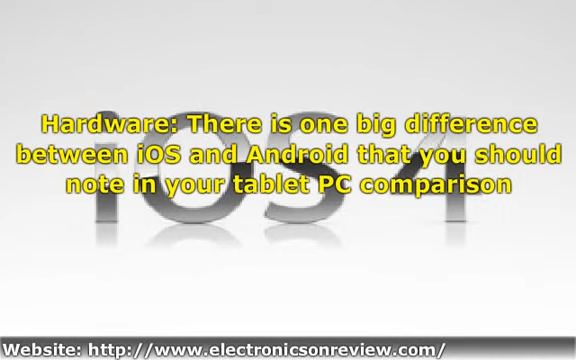 Hardware: There is one big difference
between iOS and Android that you should
note in your tablet PC comparison
iOS 4
Website: http://www.electronicsonreview.com/